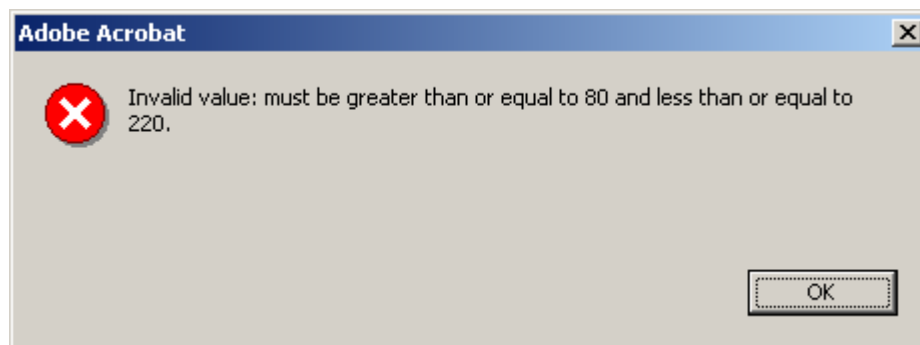 Adobe Acrobat
Invalid value: must be greater than or equal to 80 and less than or equal to
220.
OK